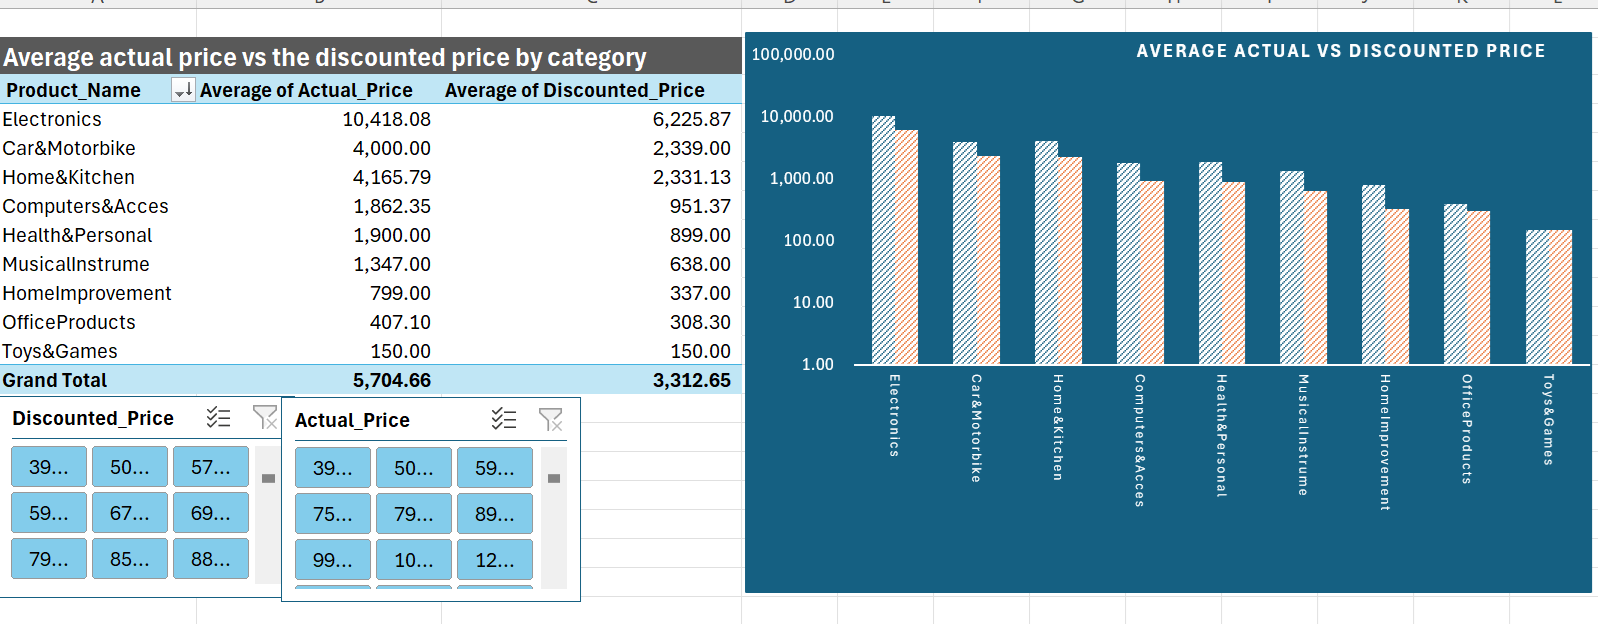 Average actual price vs the discounted price by category
Product_Name Average of Actual_Price Average of Discounted_Price
Electronics 10,418.08 6,225.87
Car&Motorbike 4,000.00 2,339.00
Home&Kitchen 4,165.79 2,331.13
Computers&Acces 1,862.35 951.37
Health&Personal 1,900.00 899.00
MusicalInstrume 1,347.00 638.00
HomeImprovement 799.00 337.00
OfficeProducts 407.10 308.30
Toys&Games 150.00 150.00
Grand Total 5,704.66 3,312.65
Discounted_Price
39... 50... 57...
59... 67... 69...
79... 85... 88...
Actual_Price
39... 50... 59...
75... 79... 89...
99... 10... 12...
AVERAGE ACTUAL VS DISCOUNTED PRICE
100,000.00
10,000.00
1,000.00
100.00
10.00
1.00
Electronics
Car&Motorbike
Home&Kitchen
Computers&Acces
Health&Personal
MusicalInstrume
HomeImprovement
OfficeProducts
Toys&Games